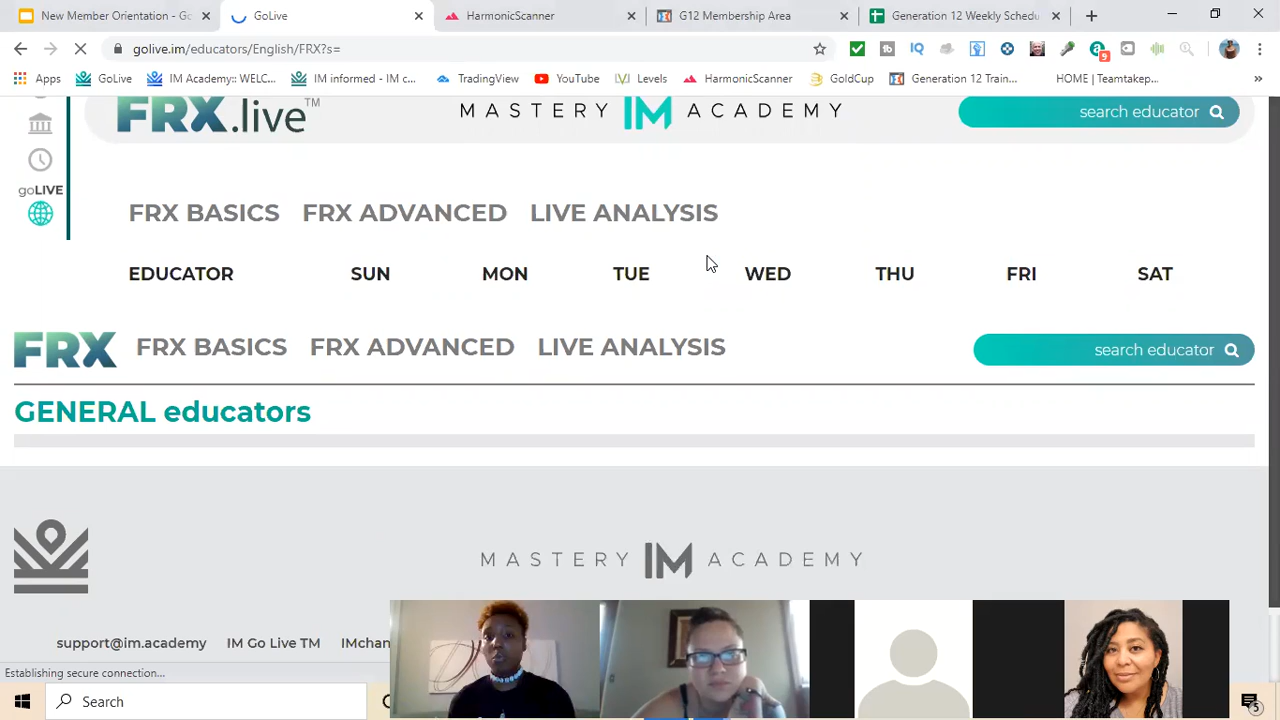 New Member Orientation - Go
GoLive
HarmonicScanner
G12 Membership Area
Generation 12 Weekly Schedu
golive.im/educators/English/FRX?s=
Apps
GoLive
IM Academy:: WELC...
IM informed - IM c...
TradingView
YouTube
Levels
HarmonicScanner
GoldCup
Generation 12 Train...
HOME | Teamtakep...
FRX.live™
MASTERY IM ACADEMY
search educator
goLIVE
FRX BASICS FRX ADVANCED LIVE ANALYSIS
EDUCATOR SUN MON TUE WED THU FRI SAT
FRX FRX BASICS FRX ADVANCED LIVE ANALYSIS search educator
GENERAL educators
MASTERY IM ACADEMY
support@im.academy IM Go Live TM IMchan
Establishing secure connection...
Search